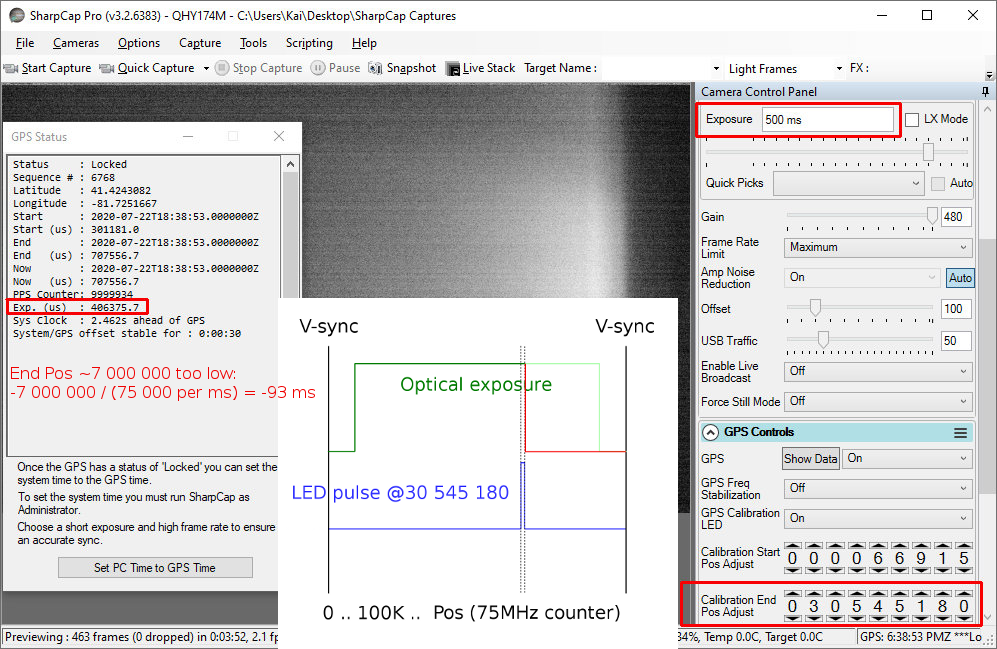 SharpCap Pro (v3.2.6383) - QHY174M - C:\Users\Kai\Desktop\SharpCap Captures
File Cameras Options Capture Tools Scripting Help
Start Capture Quick Capture Stop Capture Pause Snapshot Live Stack Target Name : Light Frames FX :
GPS Status
Status : Locked
Sequence # : 6768
Latitude : 41.4243082
Longitude : -81.7251667
Start : 2020-07-22T18:38:53.0000000Z
Start (us) : 301181.0
End : 2020-07-22T18:38:53.0000000Z
End (us) : 707556.7
Now : 2020-07-22T18:38:53.0000000Z
Now (us) : 707556.7
PPS Counter: 9999934
Exp. (us) : 406375.7
Sys Clock : 2.462s ahead of GPS
System/GPS offset stable for : 0:00:30
End Pos ~7 000 000 too low:
-7 000 000 / (75 000 per ms) = -93 ms
Once the GPS has a status of 'Locked' you can set the
system time to the GPS time.
To set the system time you must run SharpCap as
Administrator.
Choose a short exposure and high frame rate to ensure
an accurate sync.
Set PC Time to GPS Time
V-sync V-sync
Optical exposure
LED pulse @30 545 180
0 .. 100K .. Pos (75MHz counter)
Camera Control Panel
Exposure 500 ms LX Mode
Quick Picks Auto
Gain 480
Frame Rate
Limit Maximum
Amp Noise
Reduction On Auto
Offset 100
USB Traffic 50
Enable Live
Broadcast Off
Force Still Mode Off
GPS Controls
GPS Show Data On
GPS Freq
Stabilization Off
GPS Calibration
LED On
Calibration Start
Pos Adjust 0 0 0 6 6 9 1 5
Calibration End
Pos Adjust 0 3 0 5 4 5 1 8 0
Previewing : 463 frames (0 dropped) in 0:03:52, 2.1 fp 34%, Temp 0.0C, Target 0.0C GPS: 6:38:53 PMZ ***Lo